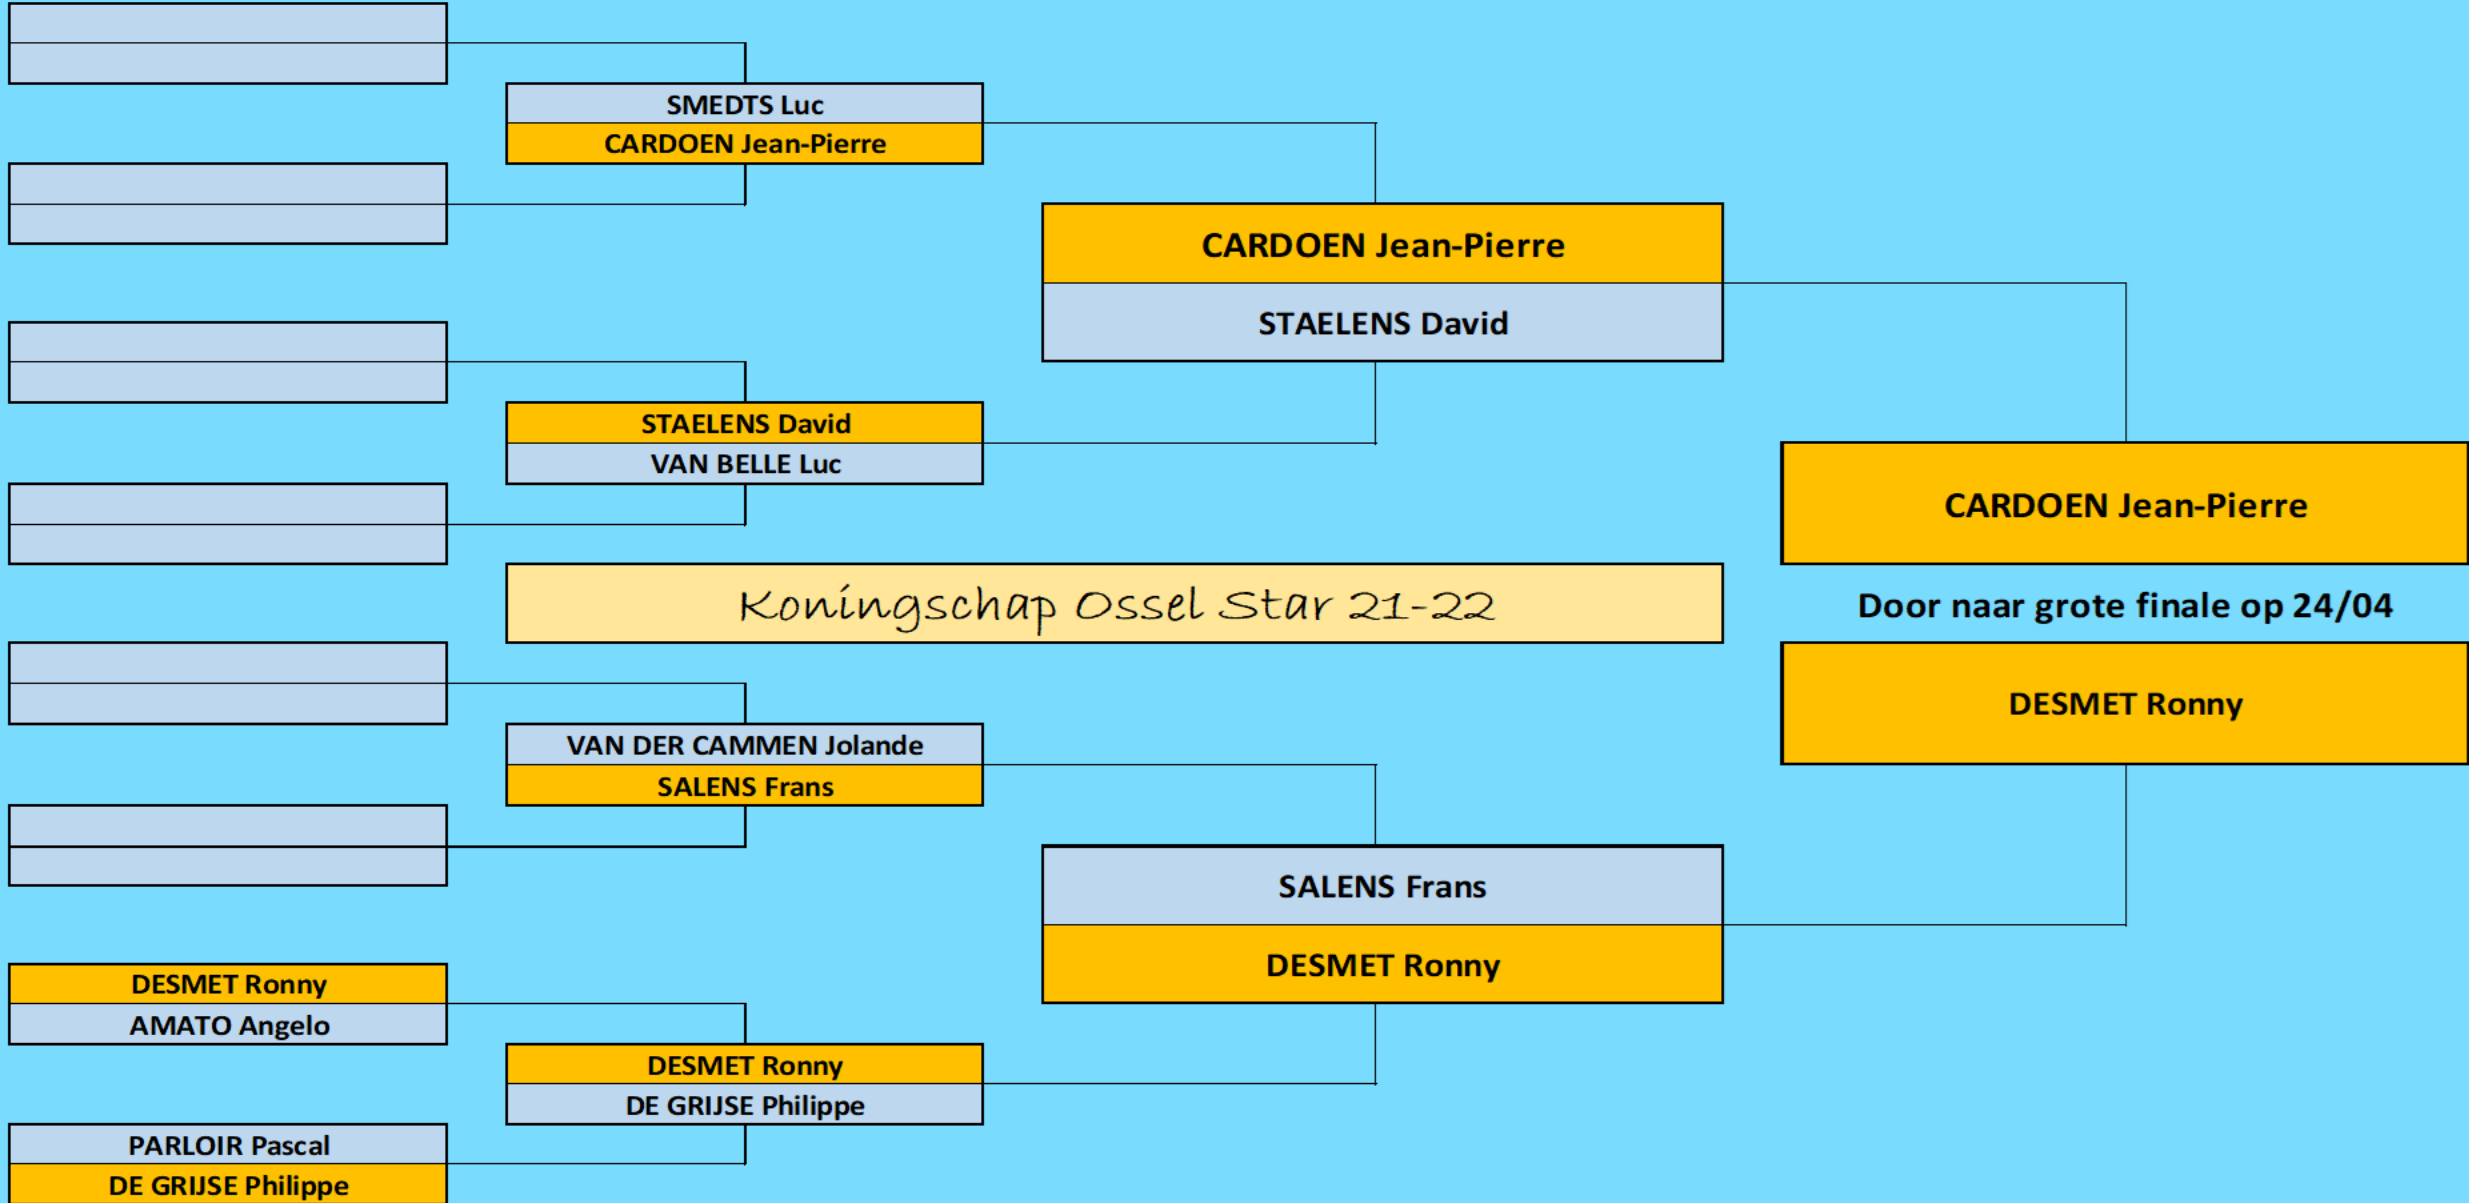 SMEDTS Luc
CARDOEN Jean-Pierre
CARDOEN Jean-Pierre
STAELENS David
STAELENS David
VAN BELLE Luc
CARDOEN Jean-Pierre
Koningschap Ossel Star 21-22
Door naar grote finale op 24/04
DESMET Ronny
VAN DER CAMMEN Jolande
SALENS Frans
SALENS Frans
DESMET Ronny
DESMET Ronny
AMATO Angelo
DESMET Ronny
DE GRIJSE Philippe
PARLOIR Pascal
DE GRIJSE Philippe